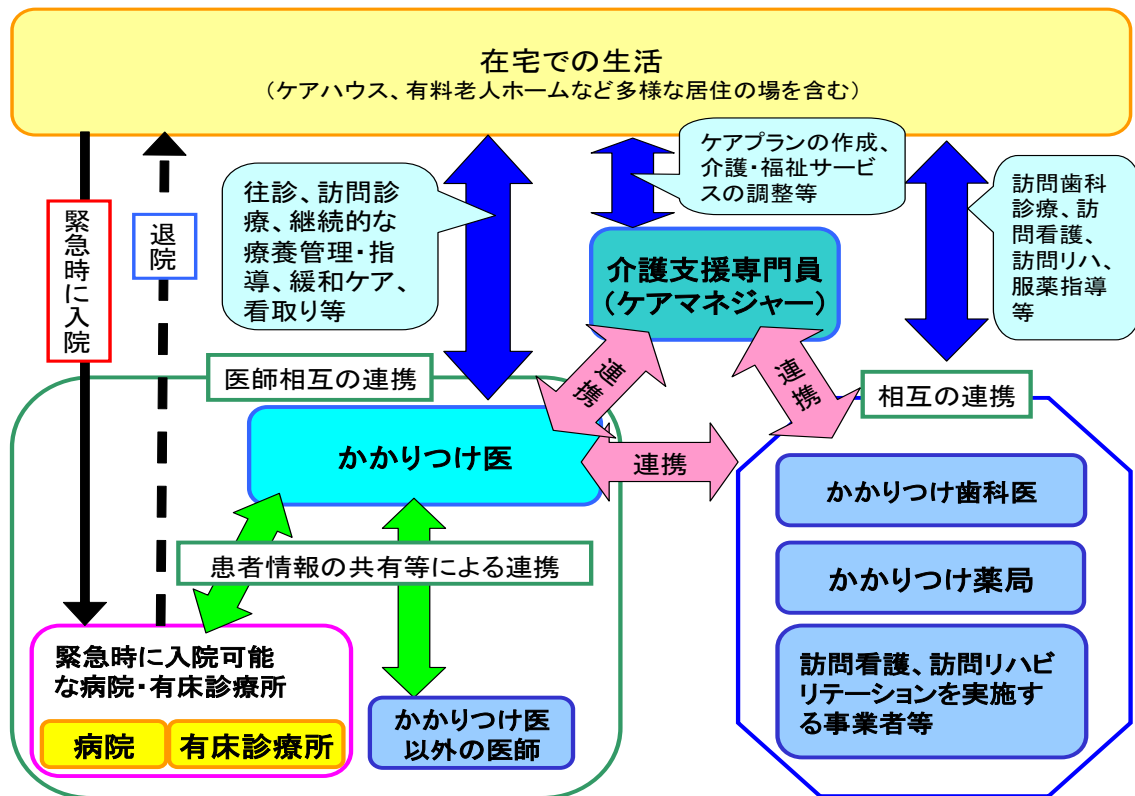 在宅での生活
(ケアハウス、有料老人ホームなど多様な居住の場を含む)
緊急時に入院
退院
往診、訪問診
療、継続的な
療養管理・指
導、緩和ケア、
看取り等
ケアプランの作成、
介護・福祉サービ
スの調整等
訪問歯科
診療、訪
問看護、
訪問リハ、
服薬指導
等
介護支援専門員
(ケアマネジャー)
医師相互の連携
連携
連携
相互の連携
かかりつけ医
連携
かかりつけ歯科医
患者情報の共有等による連携
かかりつけ薬局
緊急時に入院可能
な病院・有床診療所
病院
有床診療所
かかりつけ医
以外の医師
訪問看護、訪問リハビ
リテーションを実施す
る事業者等